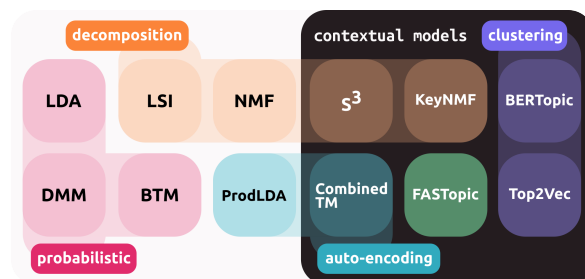 decomposition
contextual models
clustering
LDA
LSI
NMF
S³
KeyNMF
BERTopic
DMM
BTM
ProdLDA
Combined
TM
FASTopic
Top2Vec
probabilistic
auto-encoding